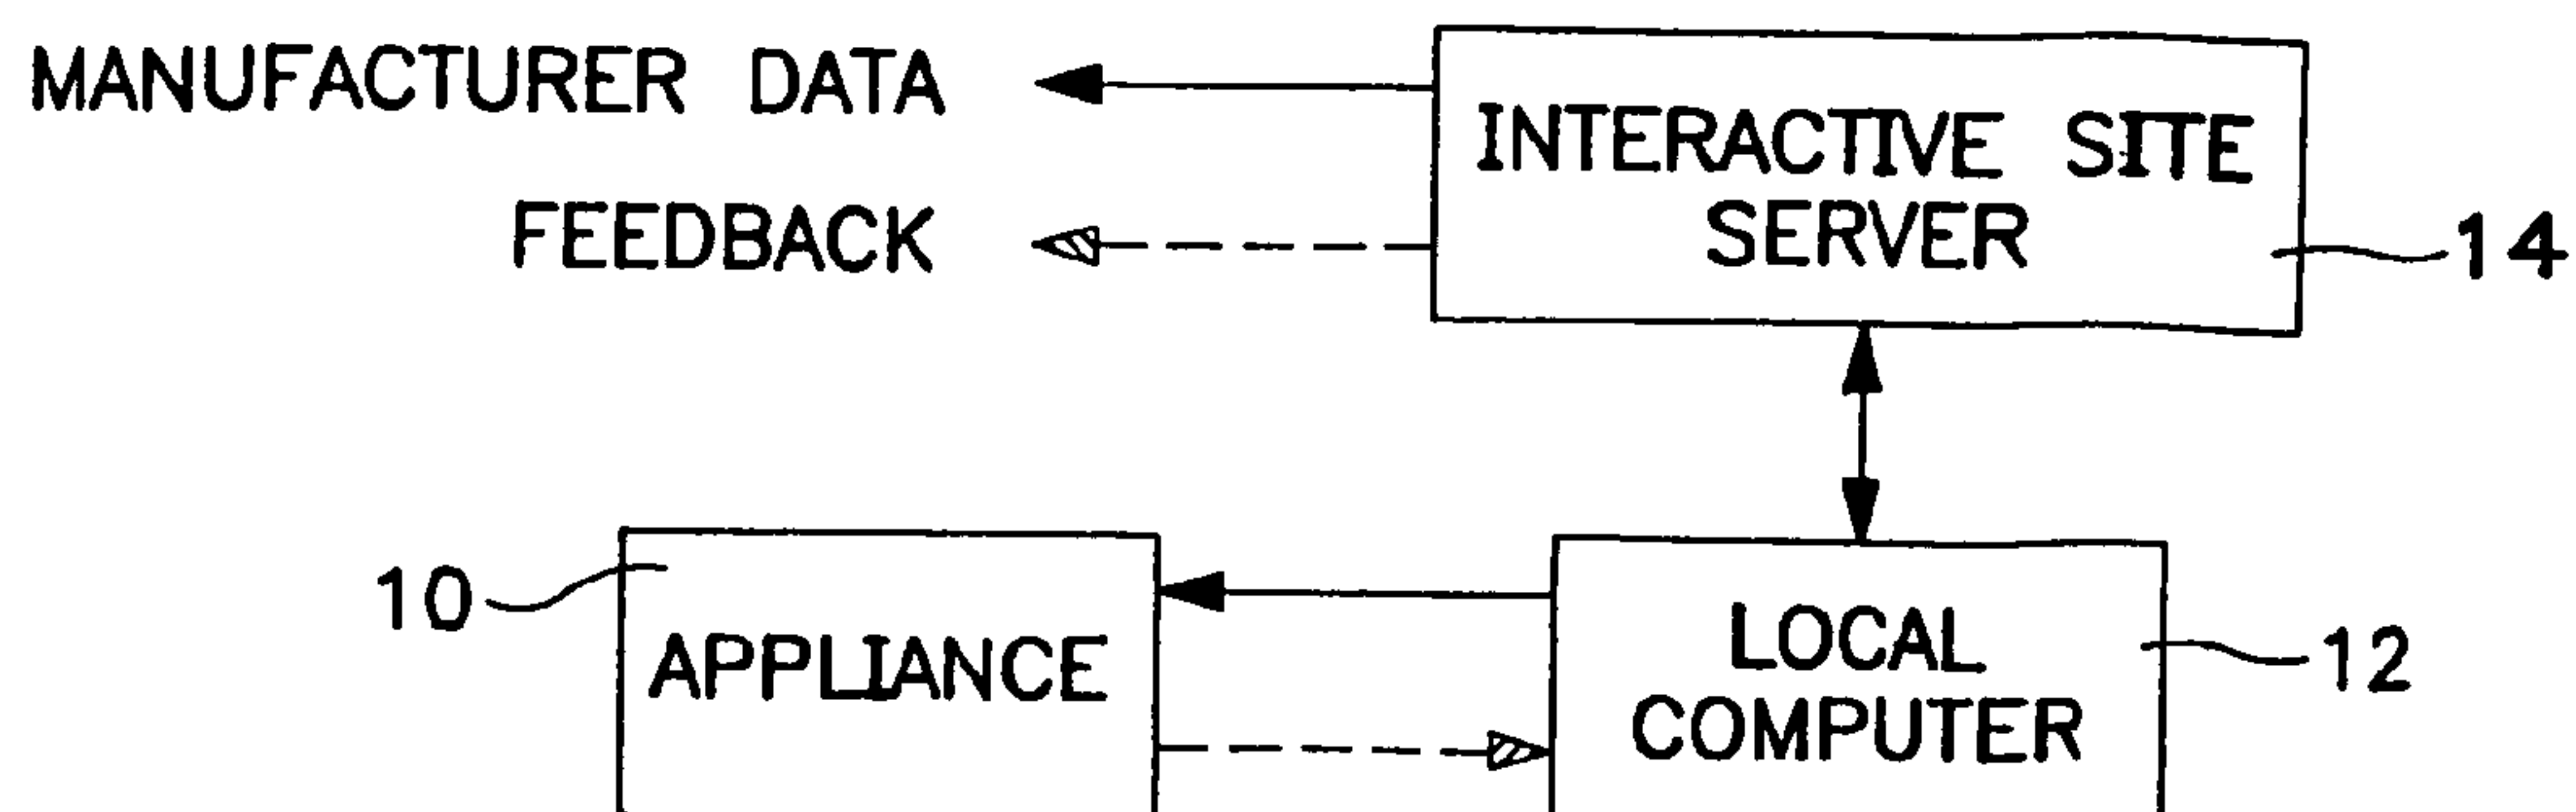 MANUFACTURER DATA
INTERACTIVE SITE
SERVER
FEEDBACK
14
10
APPLIANCE
LOCAL
COMPUTER
12